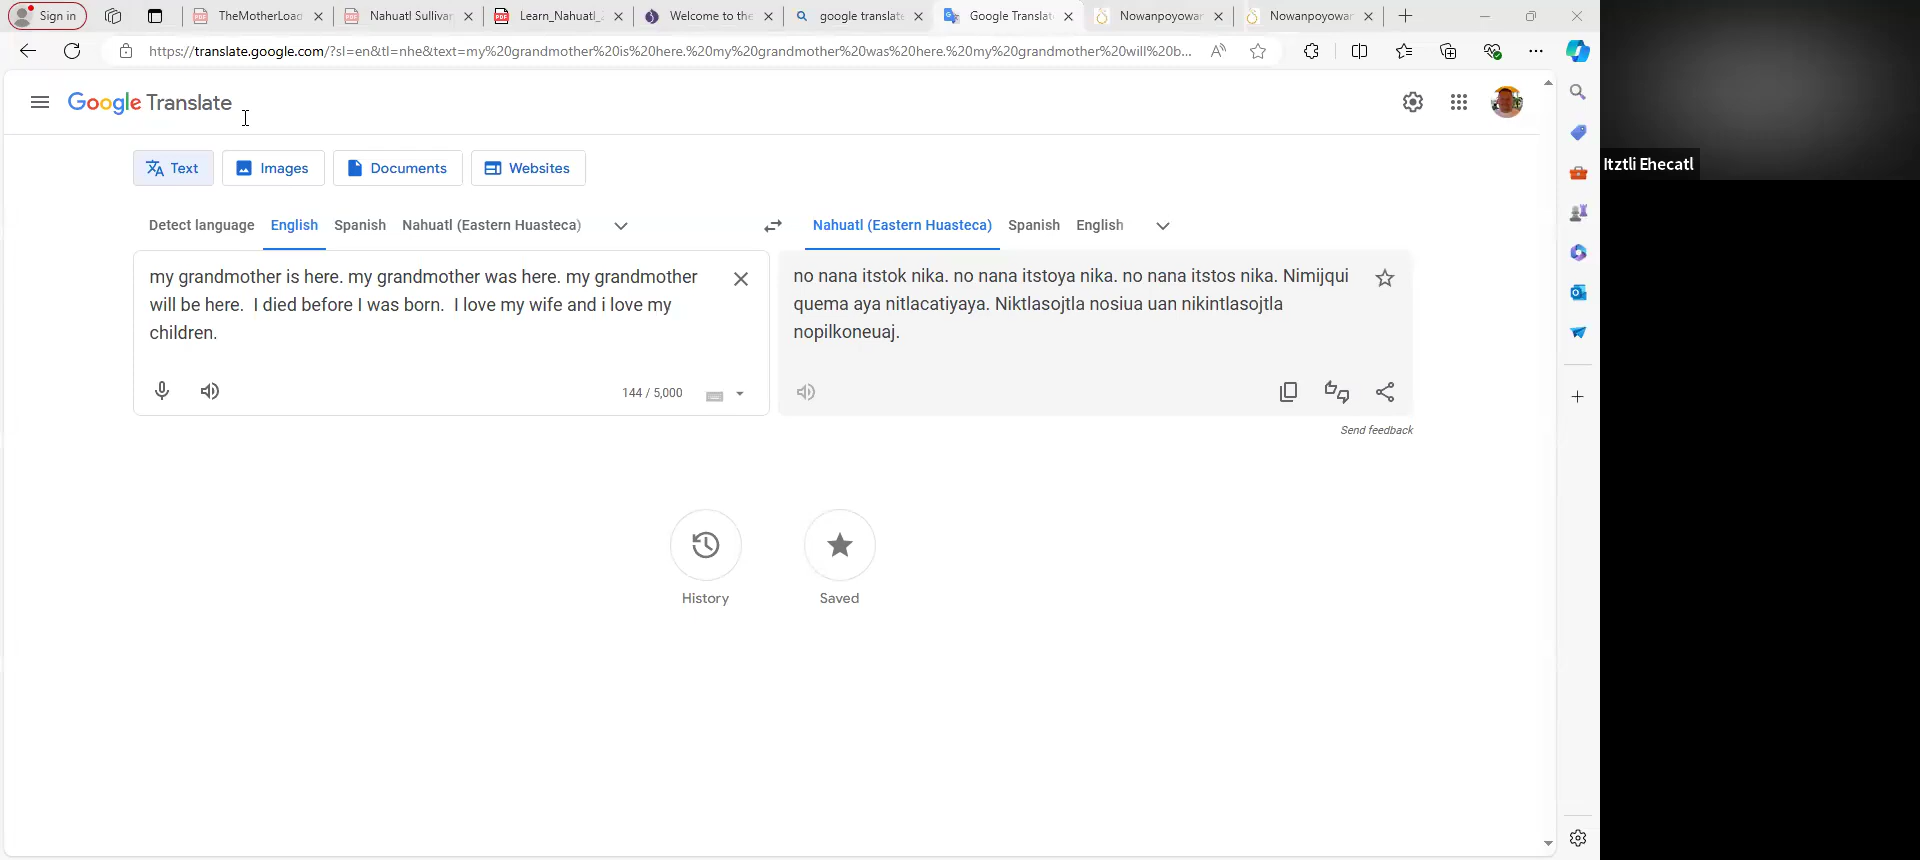 Sign in
TheMotherLoad
Nahuatl Sullivan
Learn_Nahuatl_
Welcome to the
google translate
Google Translate
Nowanpoyowan
Nowanpoyowan
https://translate.google.com/?sl=en&tl=nhe&text=my%20grandmother%20is%20here.%20my%20grandmother%20was%20here.%20my%20grandmother%20will%20b...
Google Translate
Text
Images
Documents
Websites
Detect language
English
Spanish
Nahuatl (Eastern Huasteca)
Nahuatl (Eastern Huasteca)
Spanish
English
my grandmother is here. my grandmother was here. my grandmother
will be here.  I died before I was born.  I love my wife and i love my
children.
144 / 5,000
no nana itstok nika. no nana itstoya nika. no nana itstos nika. Nimijqui
quema aya nitlacatiyaya. Niktlasojtla nosiua uan nikintlasojtla
nopilkoneuaj.
Send feedback
History
Saved
Itztli Ehecatl